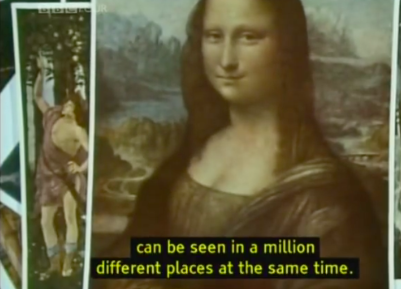 can be seen in a million
different places at the same time.